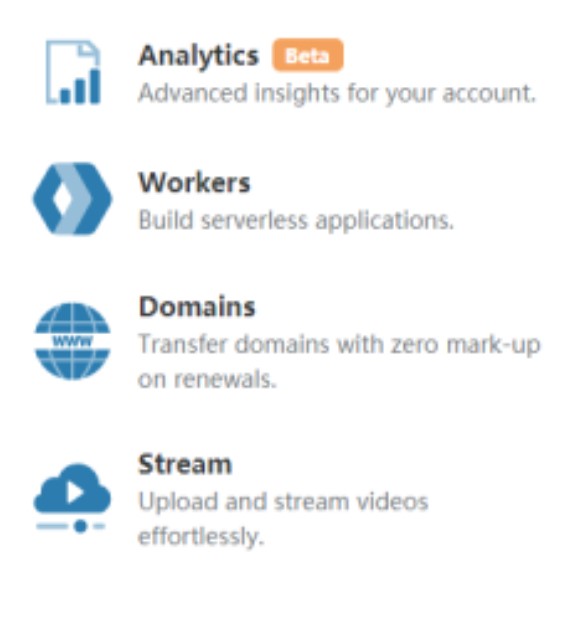 Analytics Beta
Advanced insights for your account.
Workers
Build serverless applications.
Domains
www
Transfer domains with zero mark-up
on renewals.
Stream
Upload and stream videos
effortlessly.